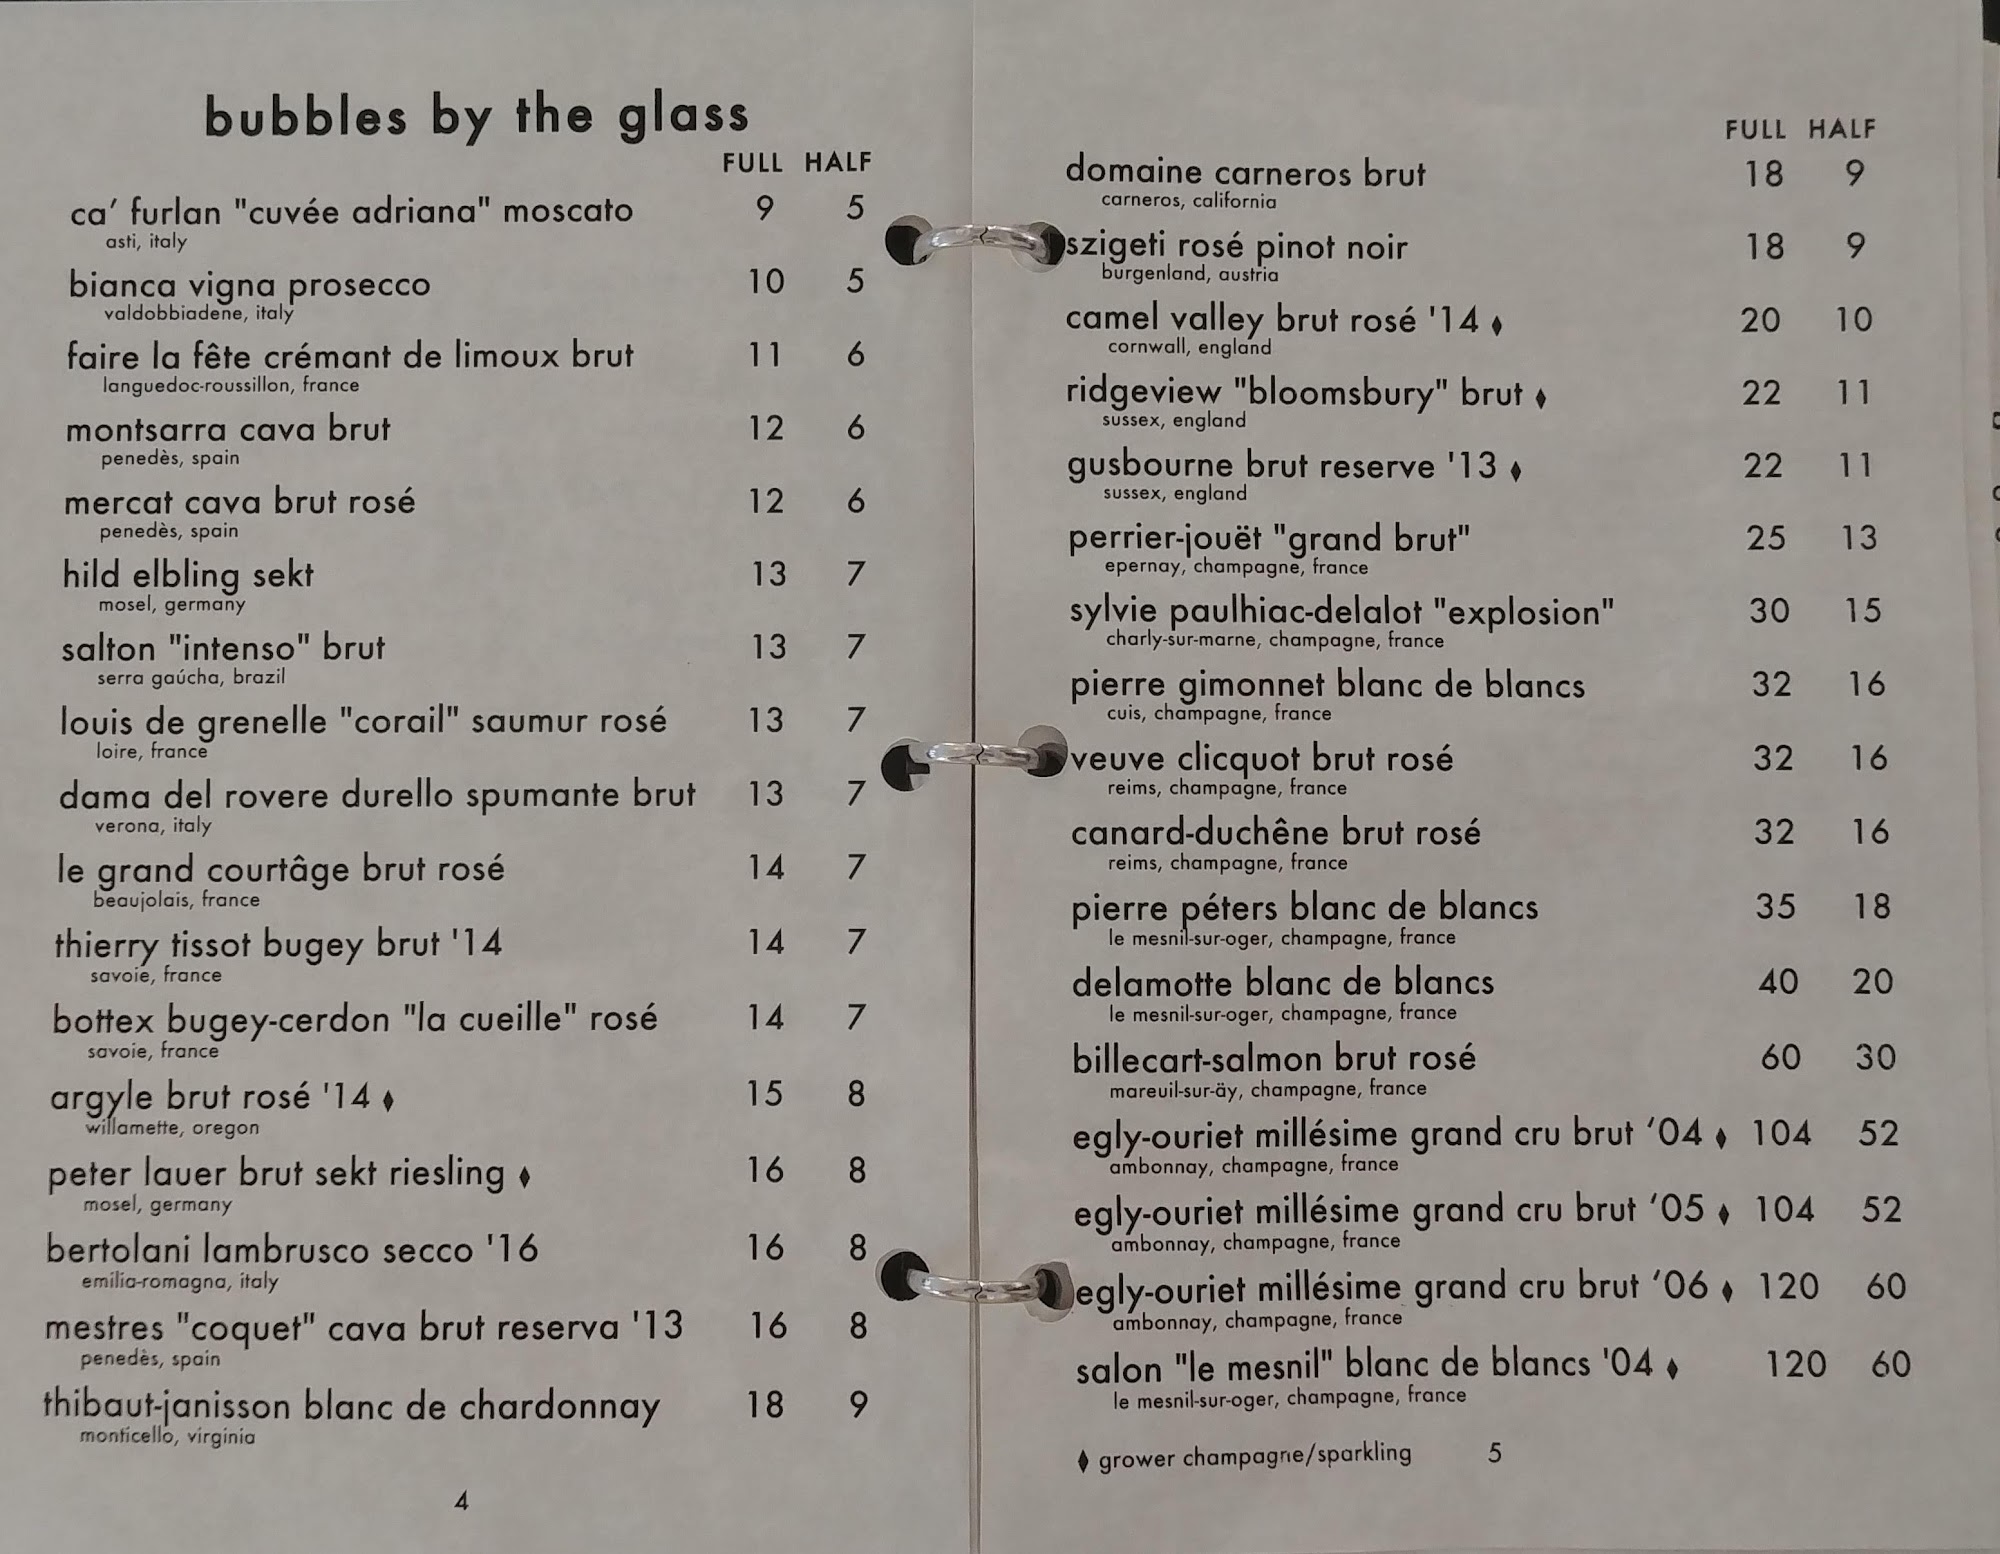 bubbles by the glass
FULL HALF
ca’ furlan "cuvée adriana" moscato 9 5
asti, italy
bianca vigna prosecco 10 5
valdobbiadene, italy
faire la fête crémant de limoux brut 11 6
languedoc-roussillon, france
montsarra cava brut 12 6
penedès, spain
mercat cava brut rosé 12 6
penedès, spain
hild elbling sekt 13 7
mosel, germany
salton "intenso" brut 13 7
serra gaúcha, brazil
louis de grenelle "corail" saumur rosé 13 7
loire, france
dama del rovere durello spumante brut 13 7
verona, italy
le grand courtâge brut rosé 14 7
beaujolais, france
thierry tissot bugey brut '14 14 7
savoie, france
bottex bugey-cerdon "la cueille" rosé 14 7
savoie, france
argyle brut rosé '14 ♦ 15 8
willamette, oregon
peter lauer brut sekt riesling ♦ 16 8
mosel, germany
bertolani lambrusco secco '16 16 8
emilia-romagna, italy
mestres "coquet" cava brut reserva '13 16 8
penedès, spain
thibaut-janisson blanc de chardonnay 18 9
monticello, virginia
4
FULL HALF
domaine carneros brut 18 9
carneros, california
szigeti rosé pinot noir 18 9
burgenland, austria
camel valley brut rosé '14 ♦ 20 10
cornwall, england
ridgeview "bloomsbury" brut ♦ 22 11
sussex, england
gusbourne brut reserve '13 ♦ 22 11
sussex, england
perrier-jouët "grand brut" 25 13
epernay, champagne, france
sylvie paulhiac-delalot "explosion" 30 15
charly-sur-marne, champagne, france
pierre gimonnet blanc de blancs 32 16
cuis, champagne, france
veuve clicquot brut rosé 32 16
reims, champagne, france
canard-duchêne brut rosé 32 16
reims, champagne, france
pierre péters blanc de blancs 35 18
le mesnil-sur-oger, champagne, france
delamotte blanc de blancs 40 20
le mesnil-sur-oger, champagne, france
billecart-salmon brut rosé 60 30
mareuil-sur-äy, champagne, france
egly-ouriet millésime grand cru brut ‘04 ♦ 104 52
ambonnay, champagne, france
egly-ouriet millésime grand cru brut ‘05 ♦ 104 52
ambonnay, champagne, france
egly-ouriet millésime grand cru brut ‘06 ♦ 120 60
ambonnay, champagne, france
salon "le mesnil" blanc de blancs '04 ♦ 120 60
le mesnil-sur-oger, champagne, france
♦ grower champagne/sparkling 5